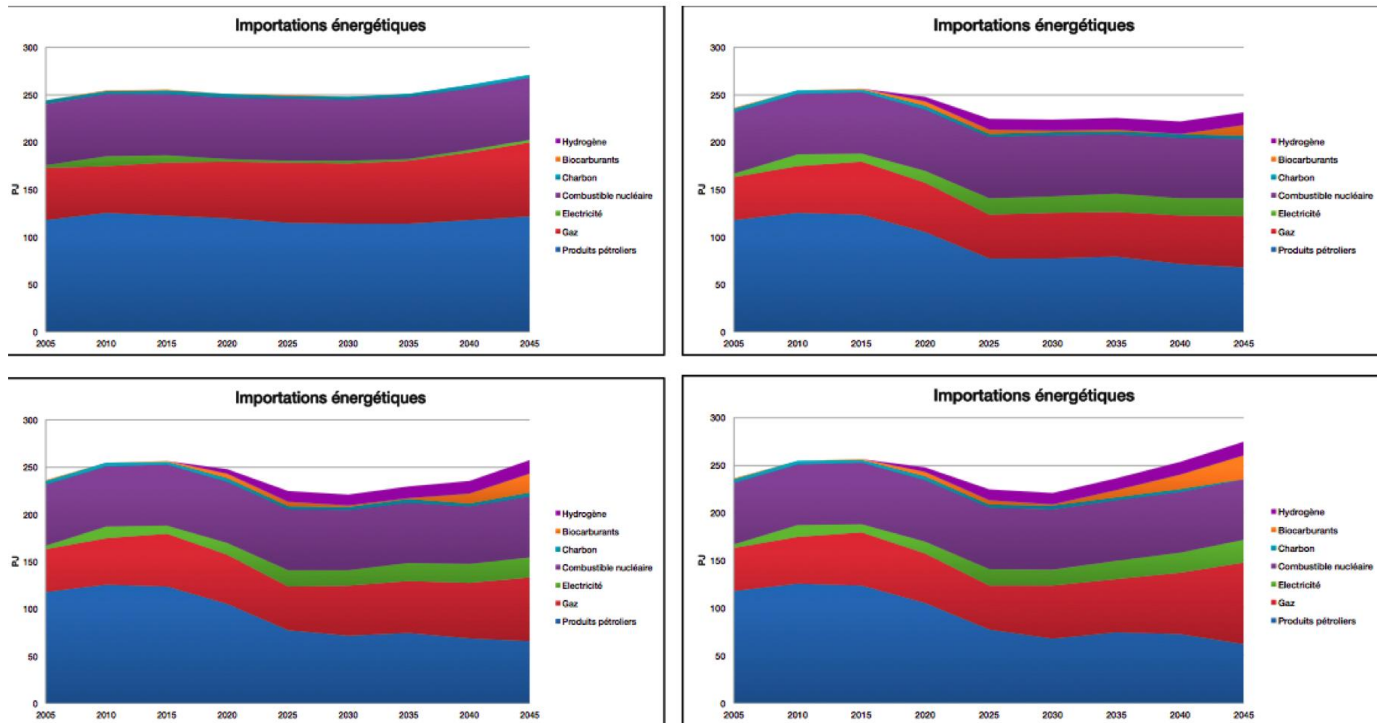 Importations énergétiques
300
250
200
150
100
50
0
PJ
2005 2010 2015 2020 2025 2030 2035 2040 2045
Hydrogène
Biocarburants
Charbon
Combustible nucléaire
Electricité
Gaz
Produits pétroliers
Importations énergétiques
300
250
200
150
100
50
0
PJ
2005 2010 2015 2020 2025 2030 2035 2040 2045
Hydrogène
Biocarburants
Charbon
Combustible nucléaire
Electricité
Gaz
Produits pétroliers
Importations énergétiques
300
250
200
150
100
50
0
PJ
2005 2010 2015 2020 2025 2030 2035 2040 2045
Hydrogène
Biocarburants
Charbon
Combustible nucléaire
Electricité
Gaz
Produits pétroliers
Importations énergétiques
300
250
200
150
100
50
0
PJ
2005 2010 2015 2020 2025 2030 2035 2040 2045
Hydrogène
Biocarburants
Charbon
Combustible nucléaire
Electricité
Gaz
Produits pétroliers